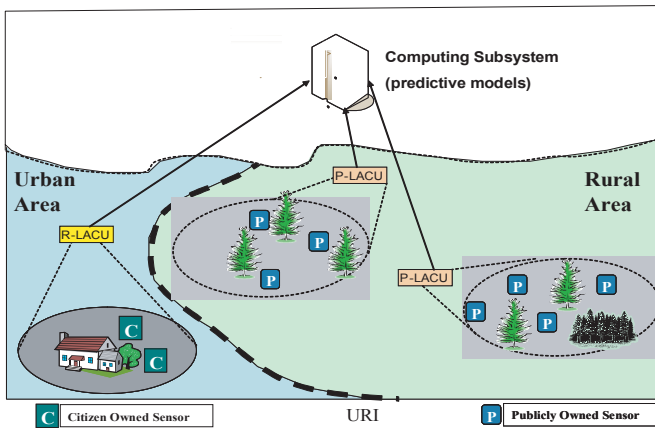 Computing Subsystem
(predictive models)
Urban
Area
Rural
Area
P-LACU
R-LACU
P-LACU
P
P
P
P
P
P
P
C
C
C Citizen Owned Sensor
URI
P Publicly Owned Sensor